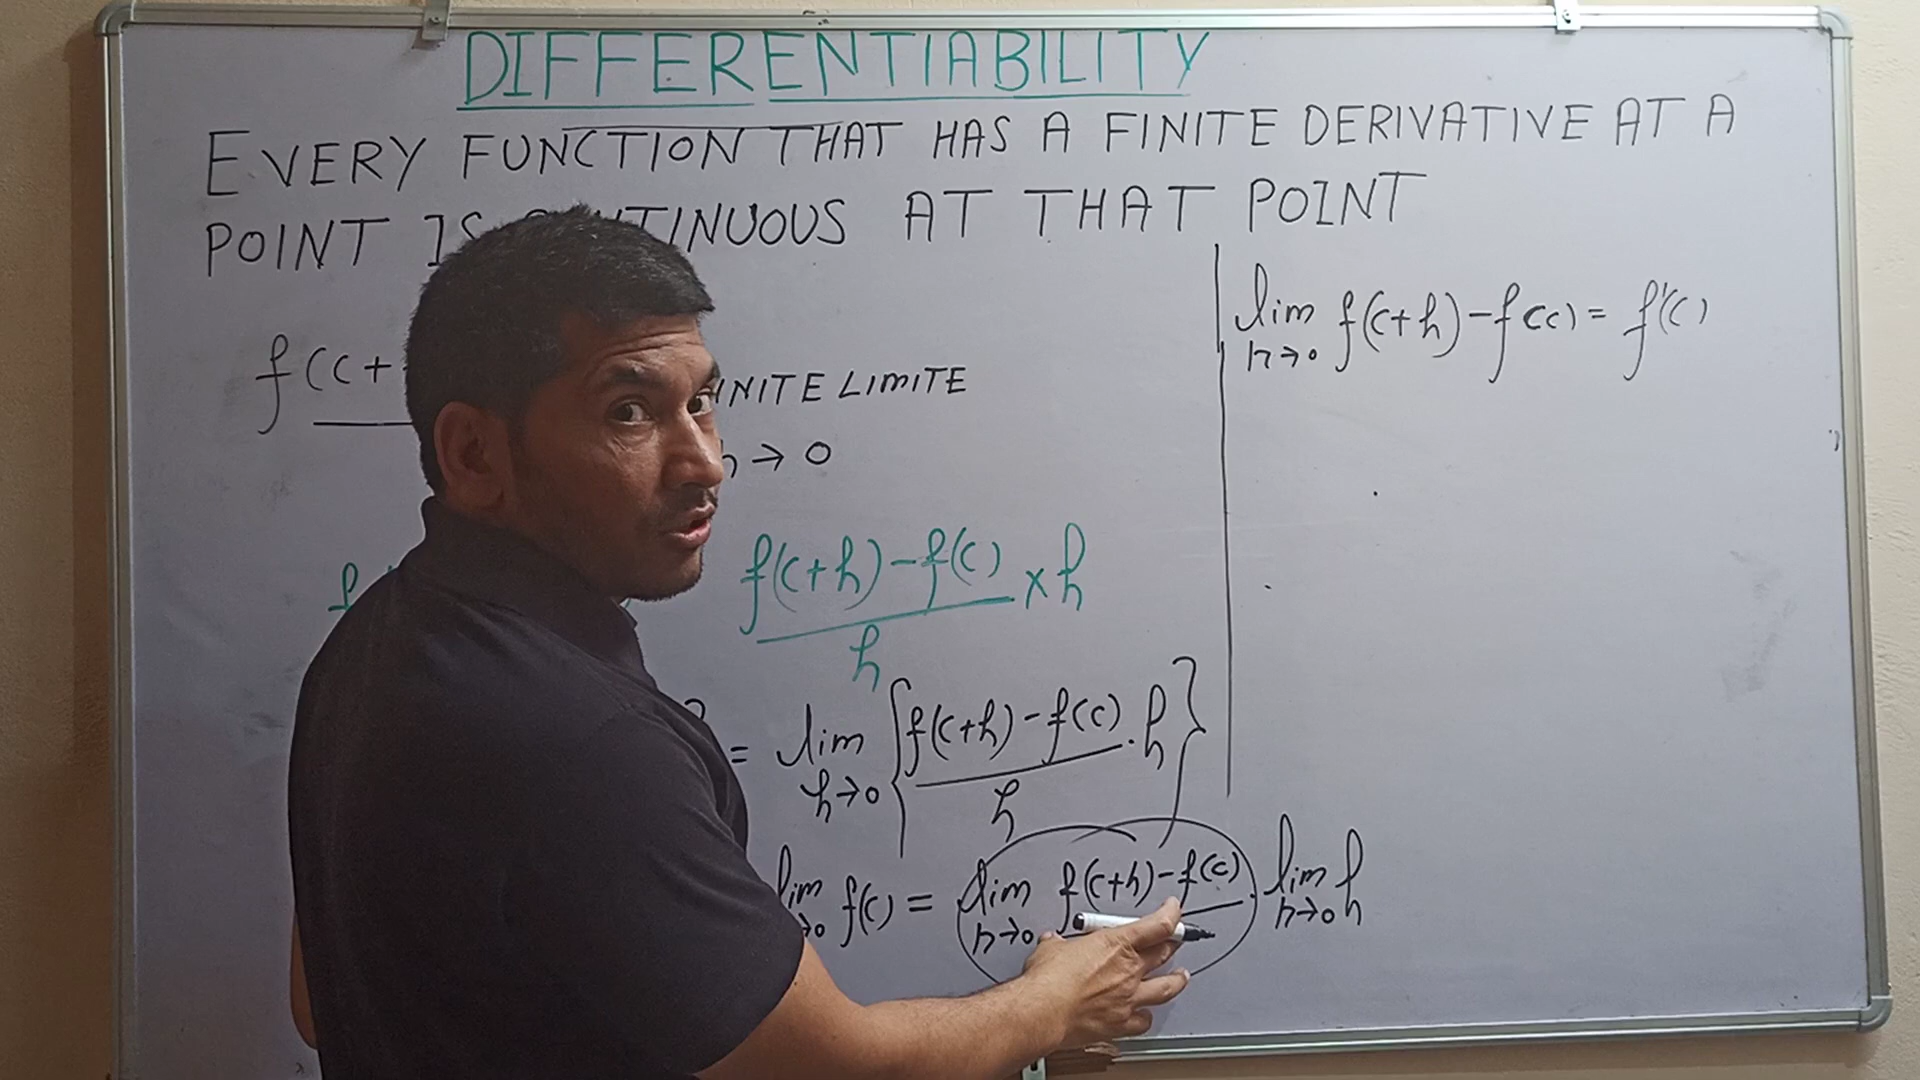 DIFFERENTIABILITY
EVERY FUNCTION THAT HAS A FINITE DERIVATIVE AT A
POINT IS CONTINUOUS AT THAT POINT
f(c+
INITE LIMITE
h → 0
f(c+h)-f(c) × h
h
= lim {f(c+h)-f(c) . h}
h→0 h
lim f(c) = lim f(c+h)-f(c) . lim h
→0 h→0 h→0
lim f(c+h)-f(c) = f'(c)
h→0